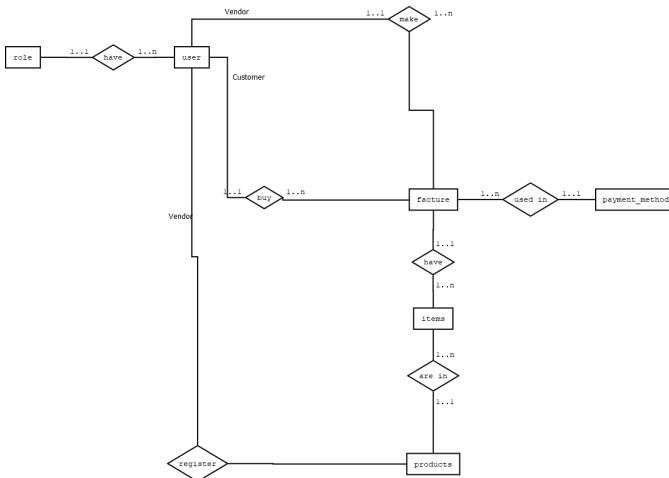 Vendor
1..1
make
1..n
role
1..1
have
1..n
user
Customer
1..1
buy
1..n
facture
1..n
used in
1..1
payment_method
Vendor
1..1
have
1..n
items
1..n
are in
1..1
register
products